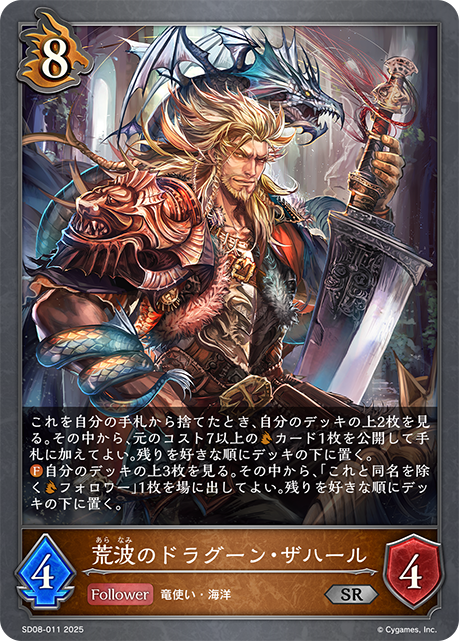 8
これを自分の手札から捨てたとき、自分のデッキの上2枚を見
る。その中から、元のコスト7以上のカード1枚を公開して手
札に加えてよい。残りを好きな順にデッキの下に置く。
F自分のデッキの上3枚を見る。その中から、「これと同名を除
くフォロワー」1枚を場に出してよい。残りを好きな順にデッ
キの下に置く。
あら なみ
荒波のドラグーン・ザハール
4
Follower 竜使い・海洋
SR
4
SD08-011 2025
© Cygames, Inc.